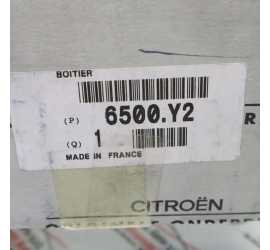 BOITIER
(P) 6500.Y2
(Q) 1
MADE IN FRANCE
CITROËN